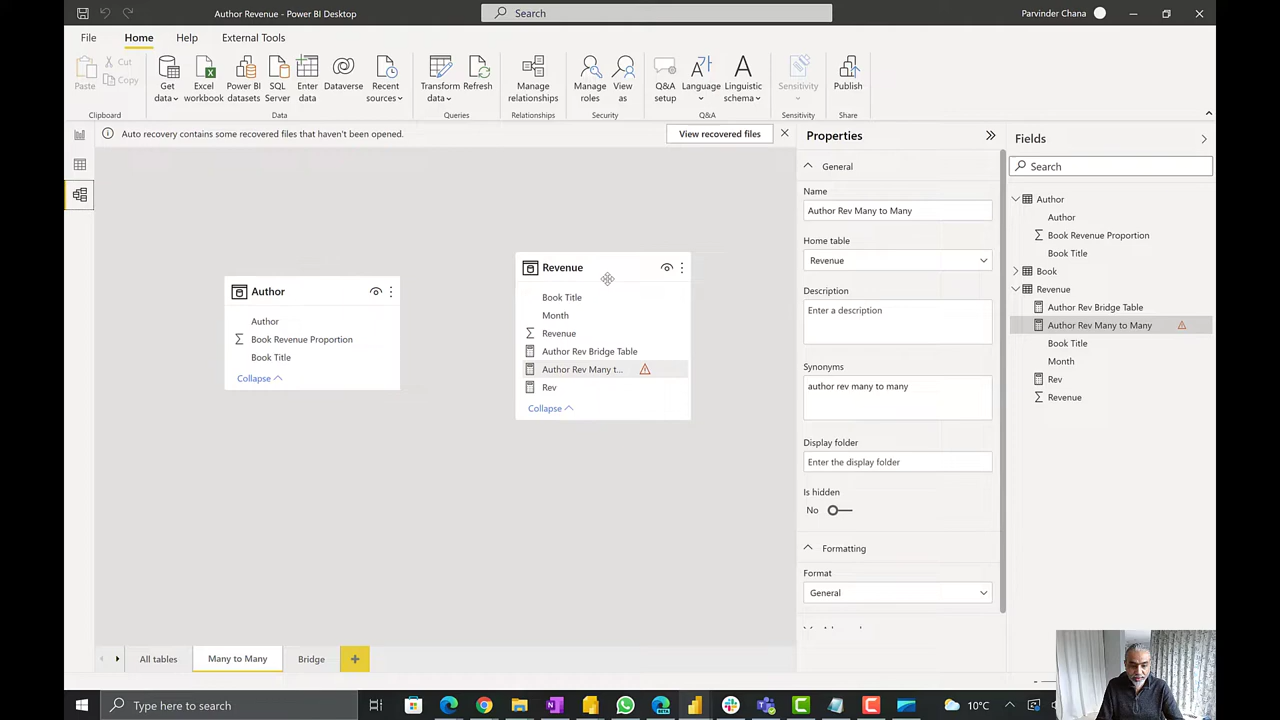 Author Revenue - Power BI Desktop
Search
Parvinder Chana
File
Home
Help
External Tools
Paste
Cut
Copy
Get data
Excel workbook
Power BI datasets
SQL Server
Enter data
Dataverse
Recent sources
Transform data
Refresh
Manage relationships
Manage roles
View as
Q&A setup
Language
Linguistic schema
Sensitivity
Publish
Clipboard
Data
Queries
Relationships
Security
Q&A
Sensitivity
Share
Auto recovery contains some recovered files that haven't been opened.
View recovered files
Author
Author
Book Revenue Proportion
Book Title
Collapse
Revenue
Book Title
Month
Revenue
Author Rev Bridge Table
Author Rev Many t...
Rev
Collapse
Properties
General
Name
Author Rev Many to Many
Home table
Revenue
Description
Enter a description
Synonyms
author rev many to many
Display folder
Enter the display folder
Is hidden
No
Formatting
Format
General
Fields
Search
Author
Author
Book Revenue Proportion
Book Title
Book
Revenue
Author Rev Bridge Table
Author Rev Many to Many
Book Title
Month
Rev
Revenue
All tables
Many to Many
Bridge
Type here to search
10°C